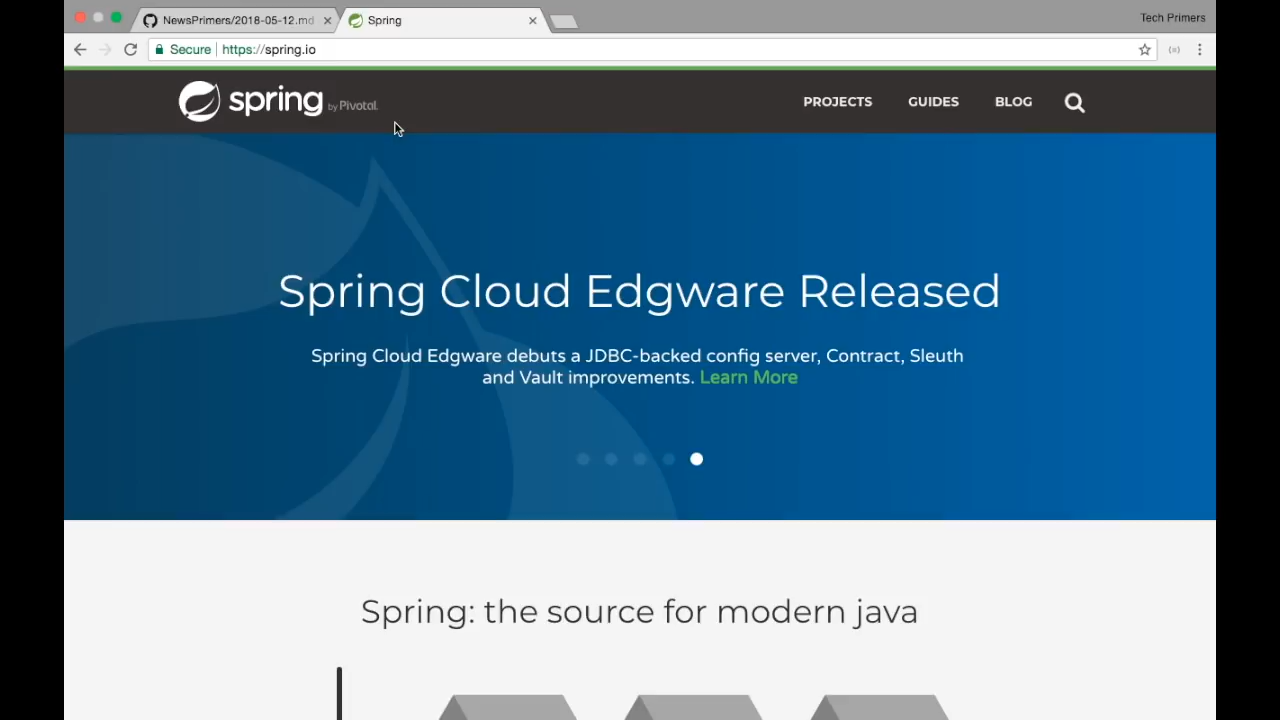 NewsPrimers/2018-05-12.md
Spring
Tech Primers
Secure
https://spring.io
spring by Pivotal
PROJECTS
GUIDES
BLOG
Spring Cloud Edgware Released
Spring Cloud Edgware debuts a JDBC-backed config server, Contract, Sleuth
and Vault improvements. Learn More
Spring: the source for modern java